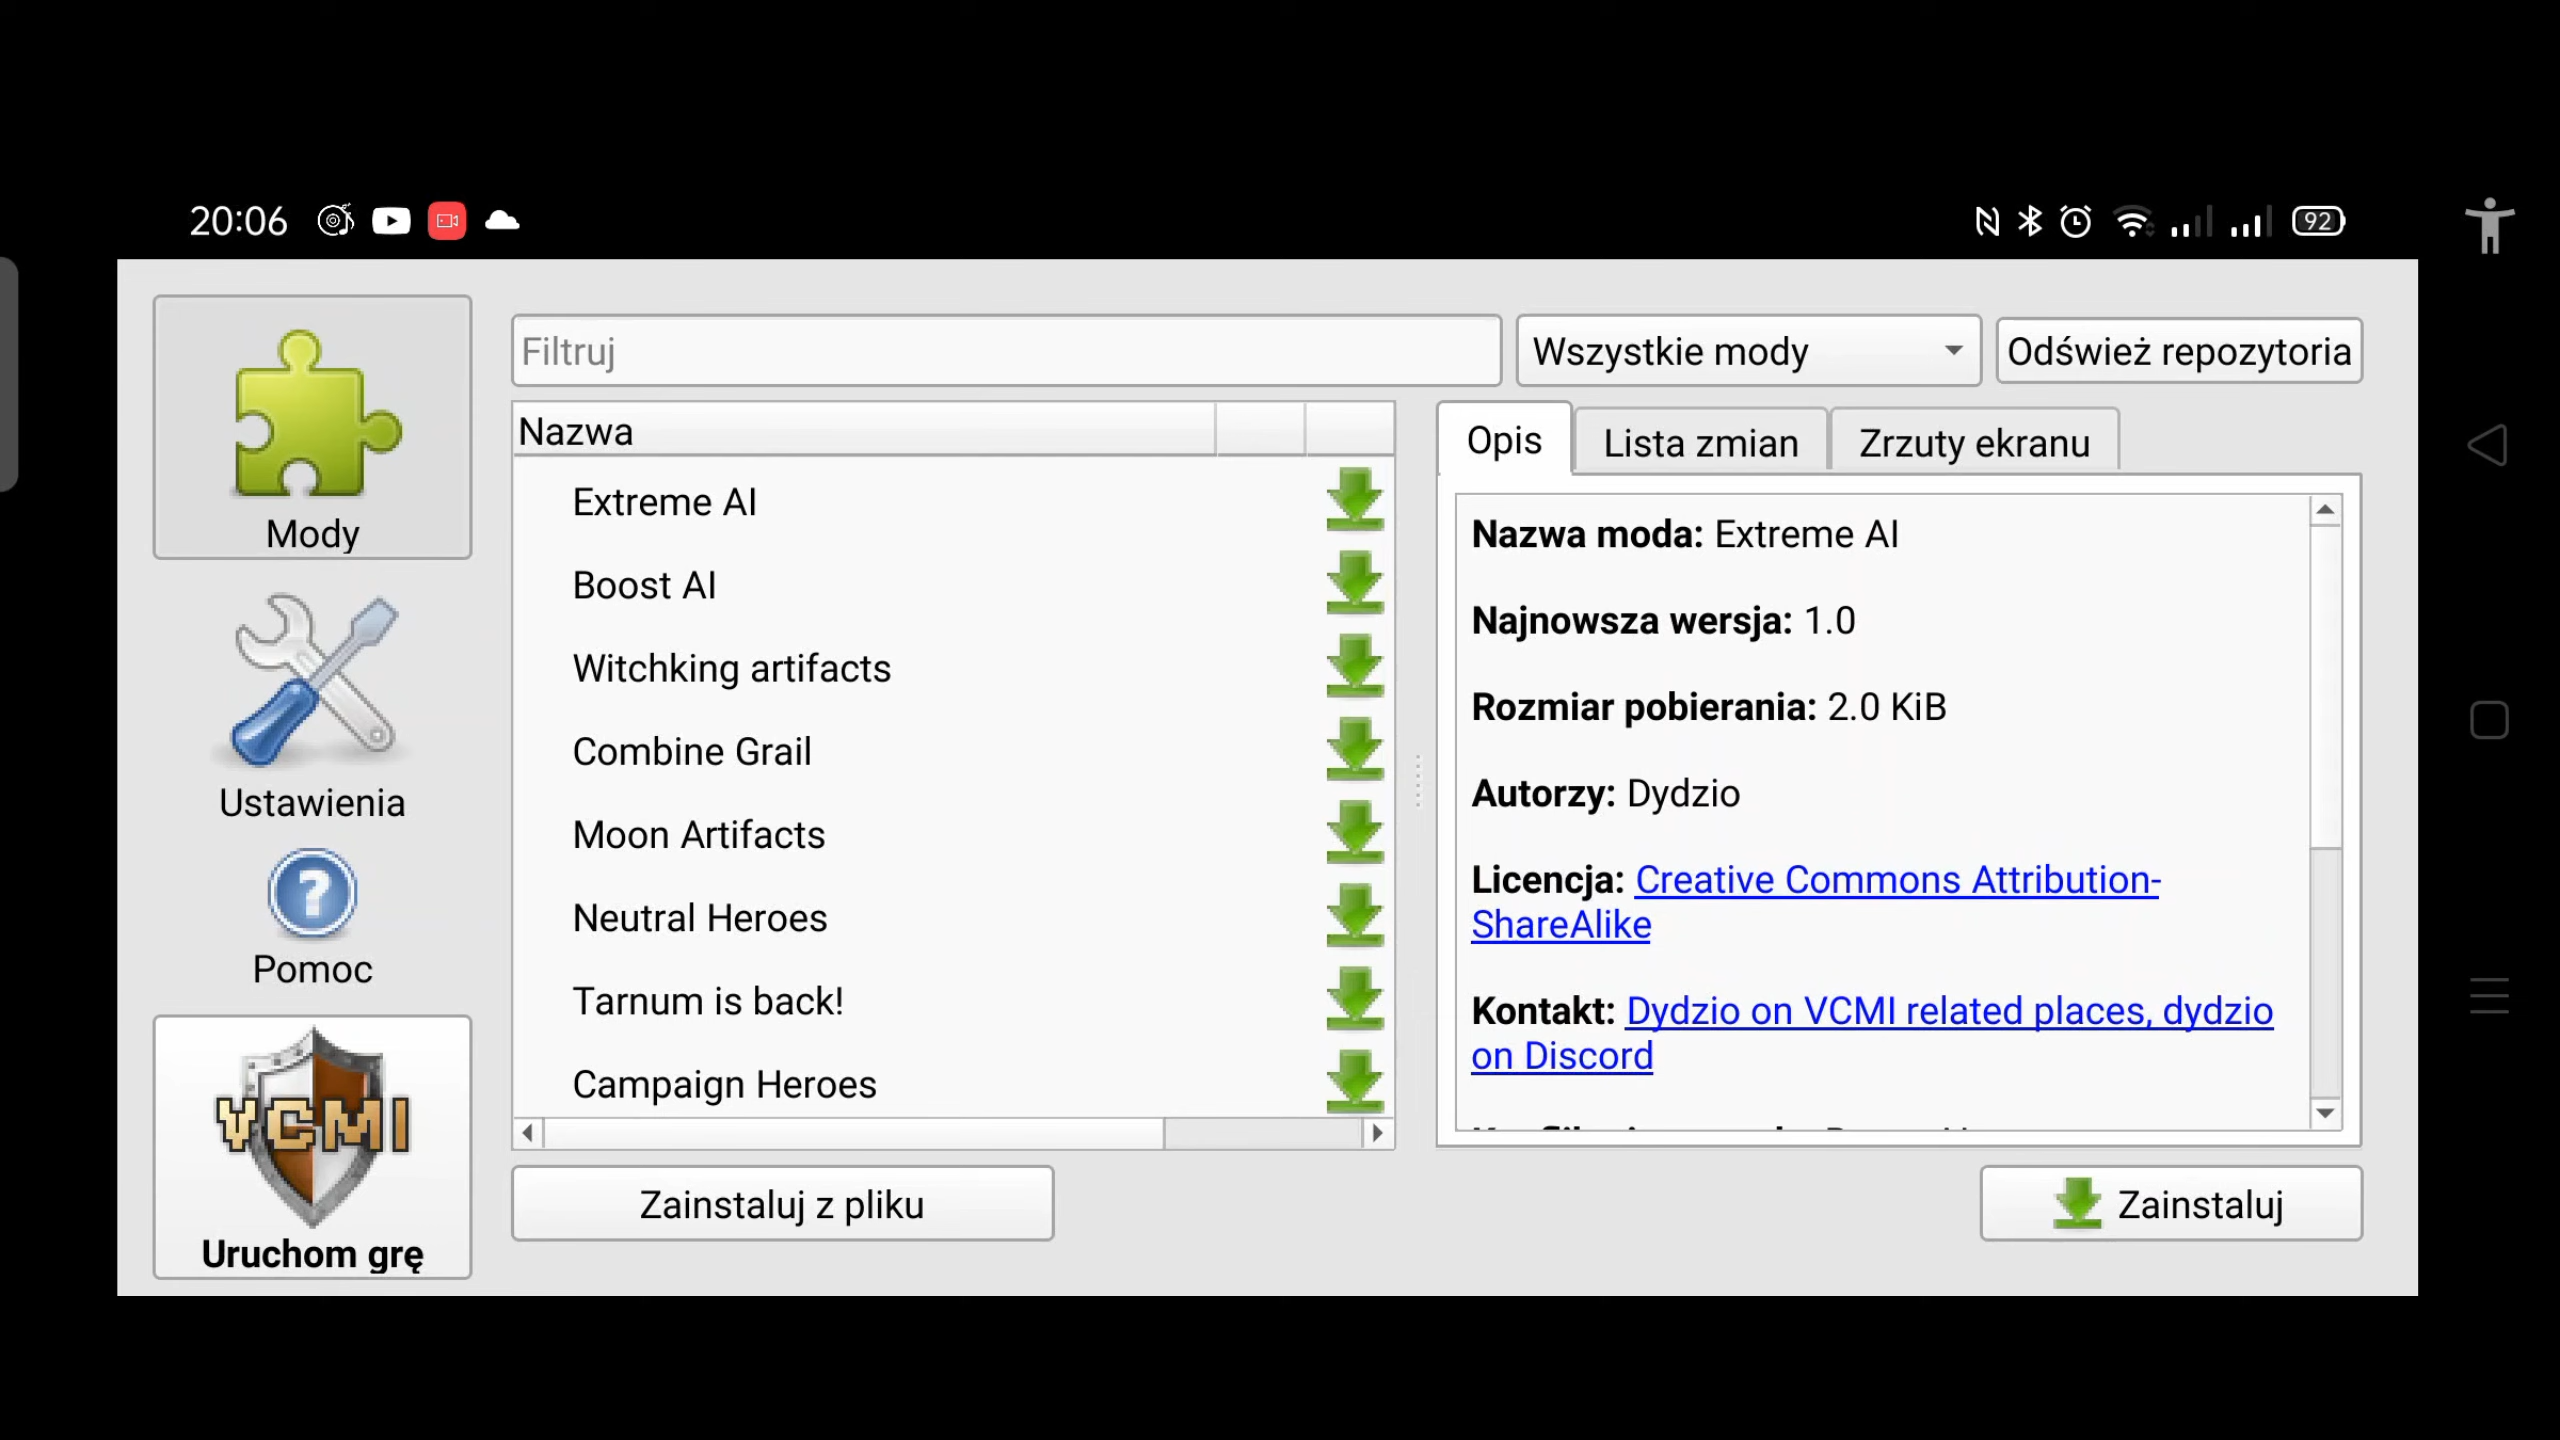 20:06
92
Mody
Ustawienia
Pomoc
VCMI
Uruchom grę
Filtruj
Wszystkie mody
Odśwież repozytoria
Nazwa
Extreme AI
Boost AI
Witchking artifacts
Combine Grail
Moon Artifacts
Neutral Heroes
Tarnum is back!
Campaign Heroes
Zainstaluj z pliku
Opis
Lista zmian
Zrzuty ekranu
Nazwa moda: Extreme AI
Najnowsza wersja: 1.0
Rozmiar pobierania: 2.0 KiB
Autorzy: Dydzio
Licencja: Creative Commons Attribution-
ShareAlike
Kontakt: Dydzio on VCMI related places, dydzio
on Discord
Zainstaluj